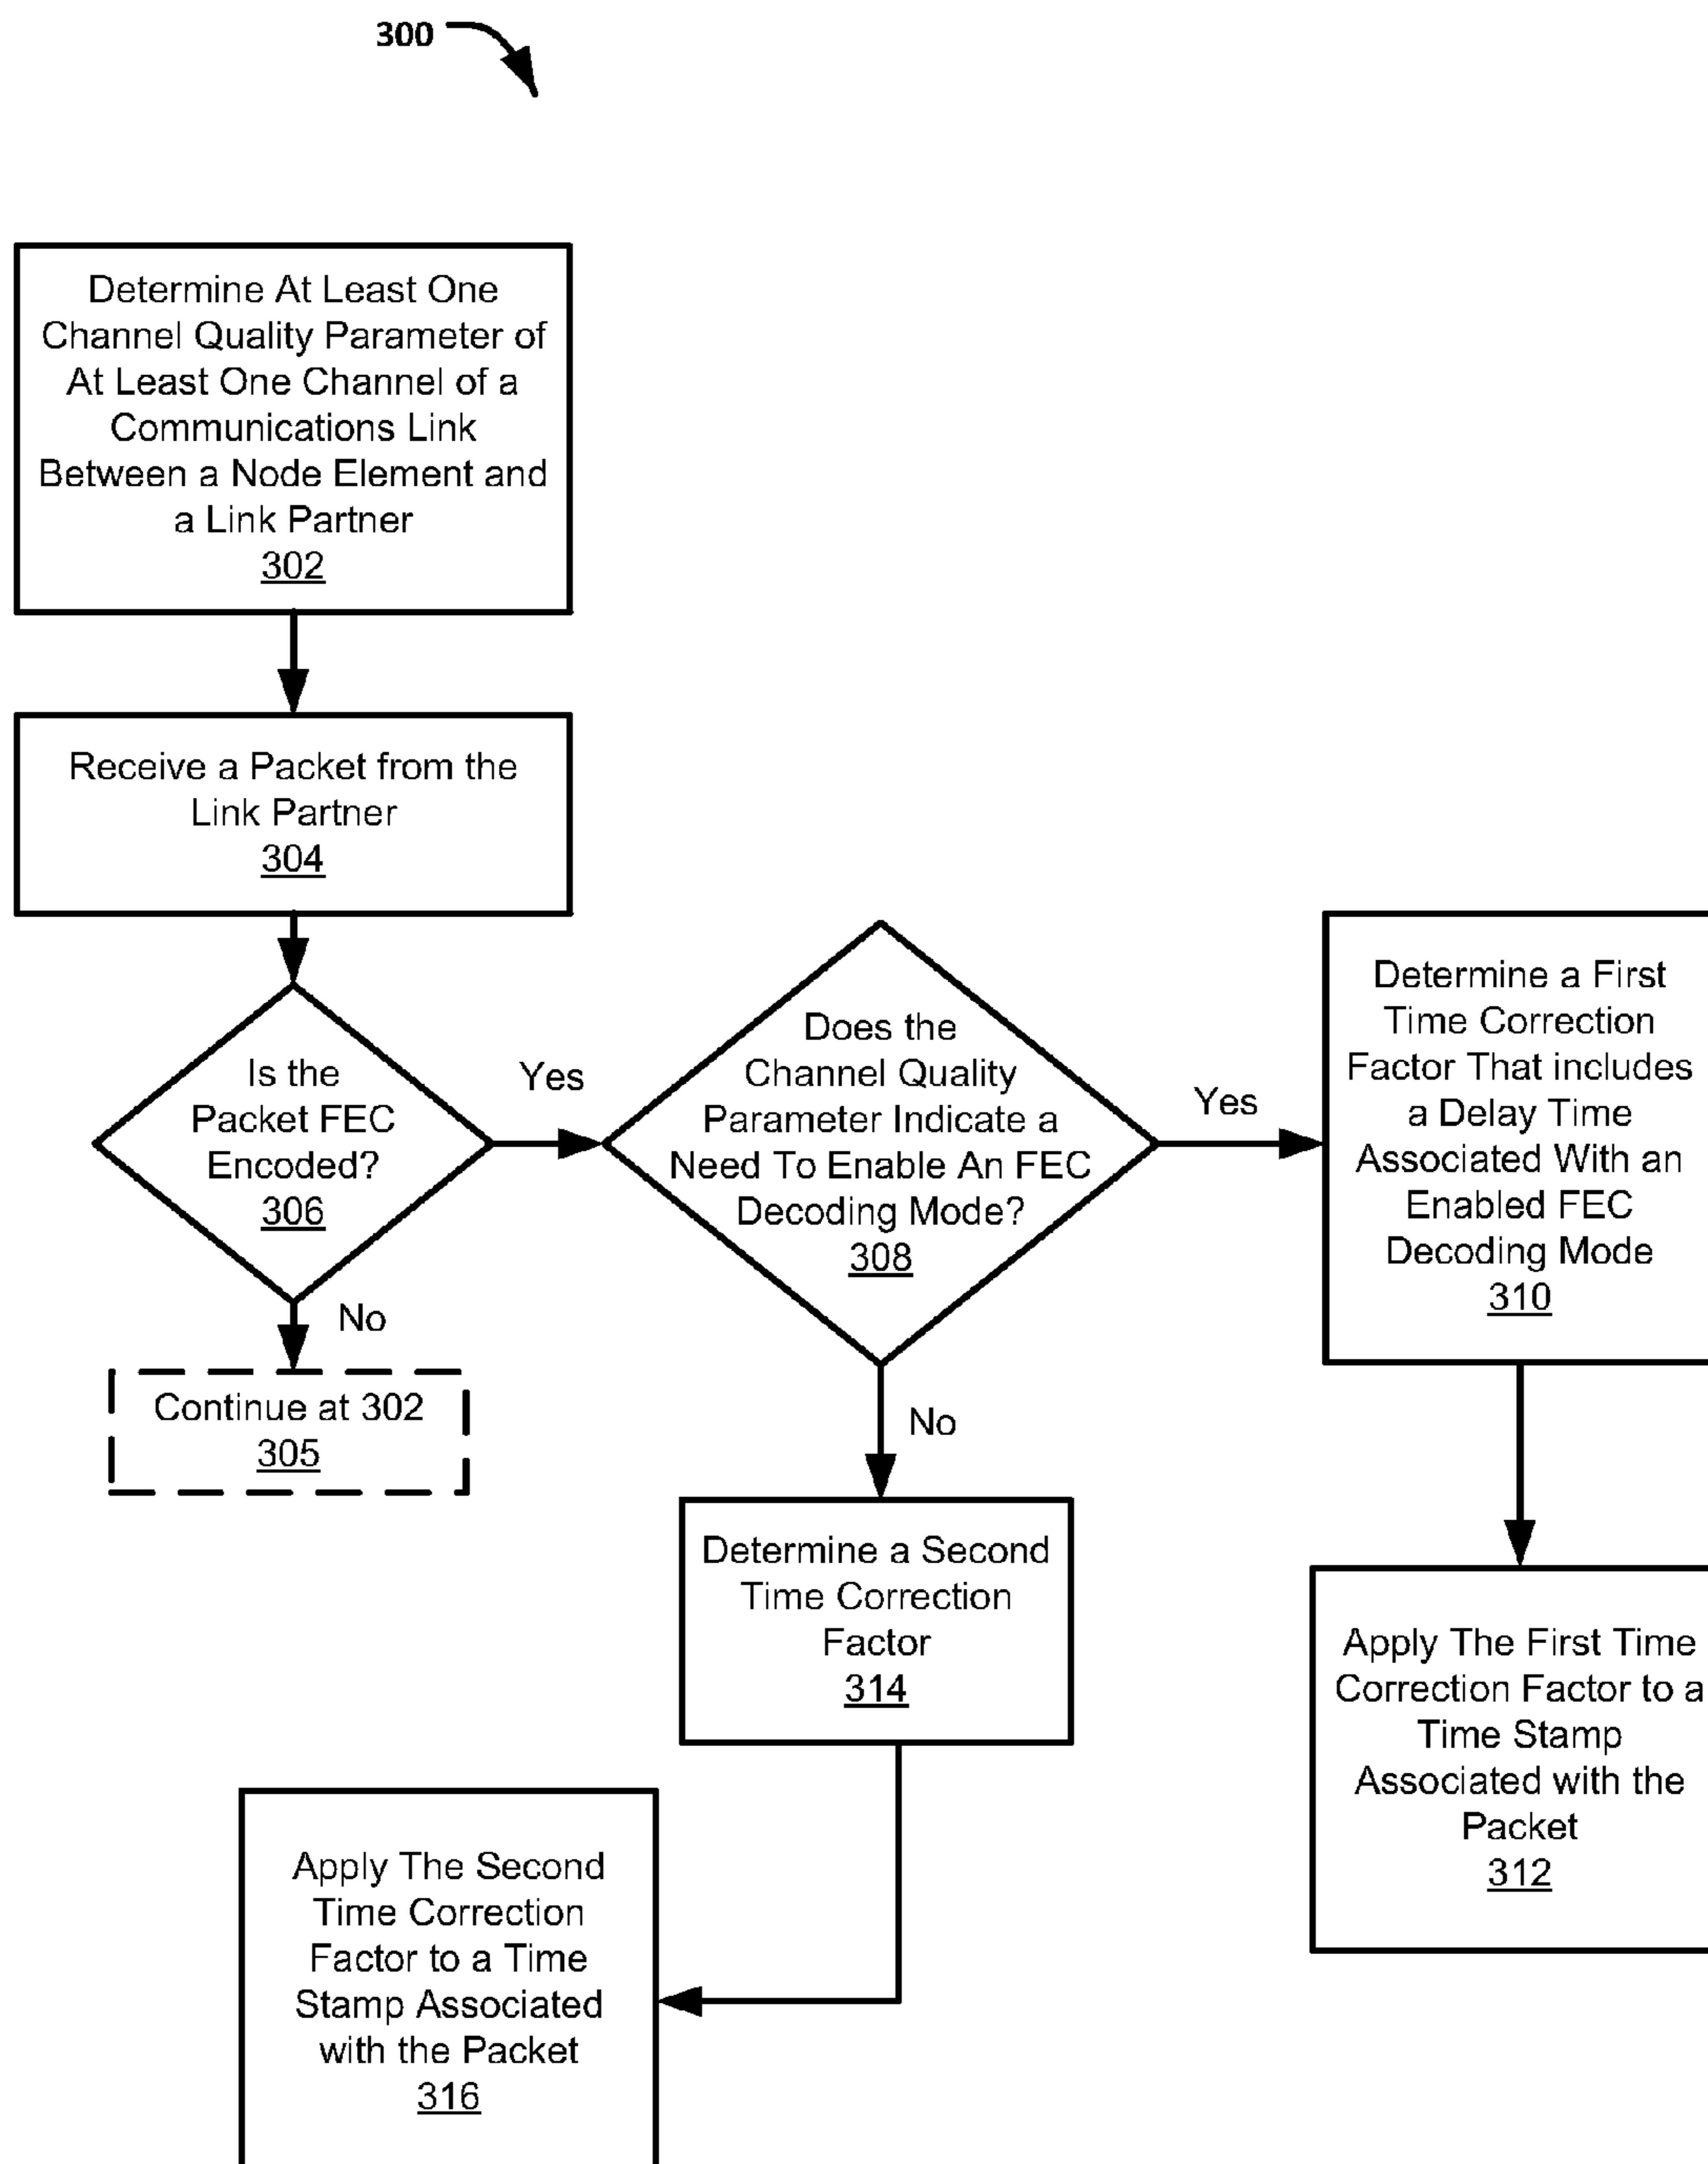 300
Determine At Least One
Channel Quality Parameter of
At Least One Channel of a
Communications Link
Between a Node Element and
a Link Partner
302
Receive a Packet from the
Link Partner
304
Is the
Packet FEC
Encoded?
306
Yes
No
Continue at 302
305
Does the
Channel Quality
Parameter Indicate a
Need To Enable An FEC
Decoding Mode?
308
Yes
No
Determine a First
Time Correction
Factor That includes
a Delay Time
Associated With an
Enabled FEC
Decoding Mode
310
Apply The First Time
Correction Factor to a
Time Stamp
Associated with the
Packet
312
Determine a Second
Time Correction
Factor
314
Apply The Second
Time Correction
Factor to a Time
Stamp Associated
with the Packet
316